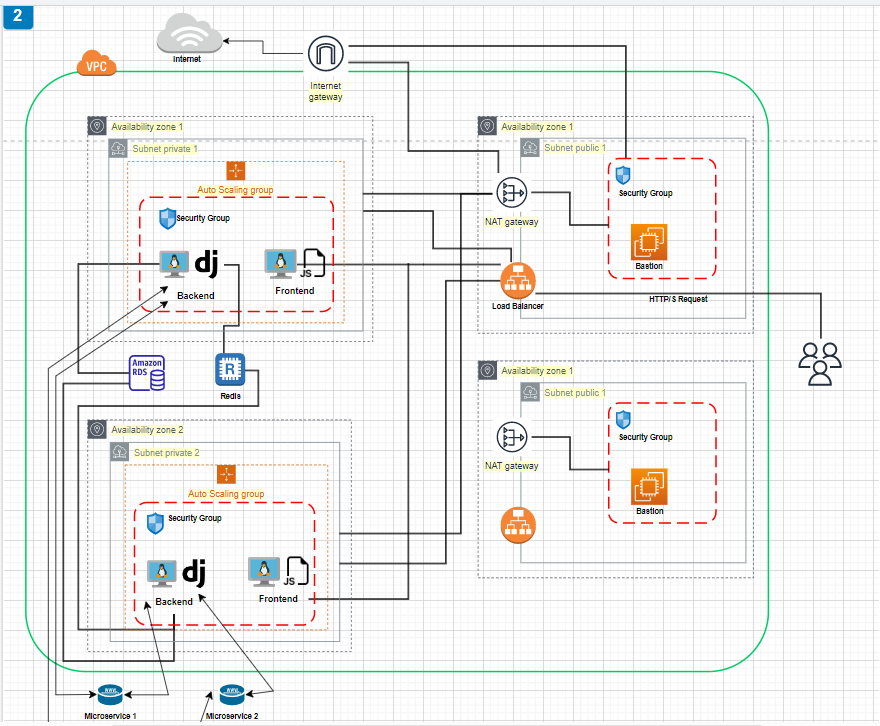 2
Internet
VPC
Internet
gateway
Availability zone 1
Subnet private 1
Auto Scaling group
Security Group
dj
JS
Backend
Frontend
Amazon
RDS
R
Redis
Availability zone 2
Subnet private 2
Auto Scaling group
Security Group
dj
JS
Backend
Frontend
WWW
Microservice 1
WWW
Microservice 2
Availability zone 1
Subnet public 1
Security Group
NAT gateway
Bastion
Load Balancer
HTTP/S Request
Availability zone 1
Subnet public 1
Security Group
NAT gateway
Bastion